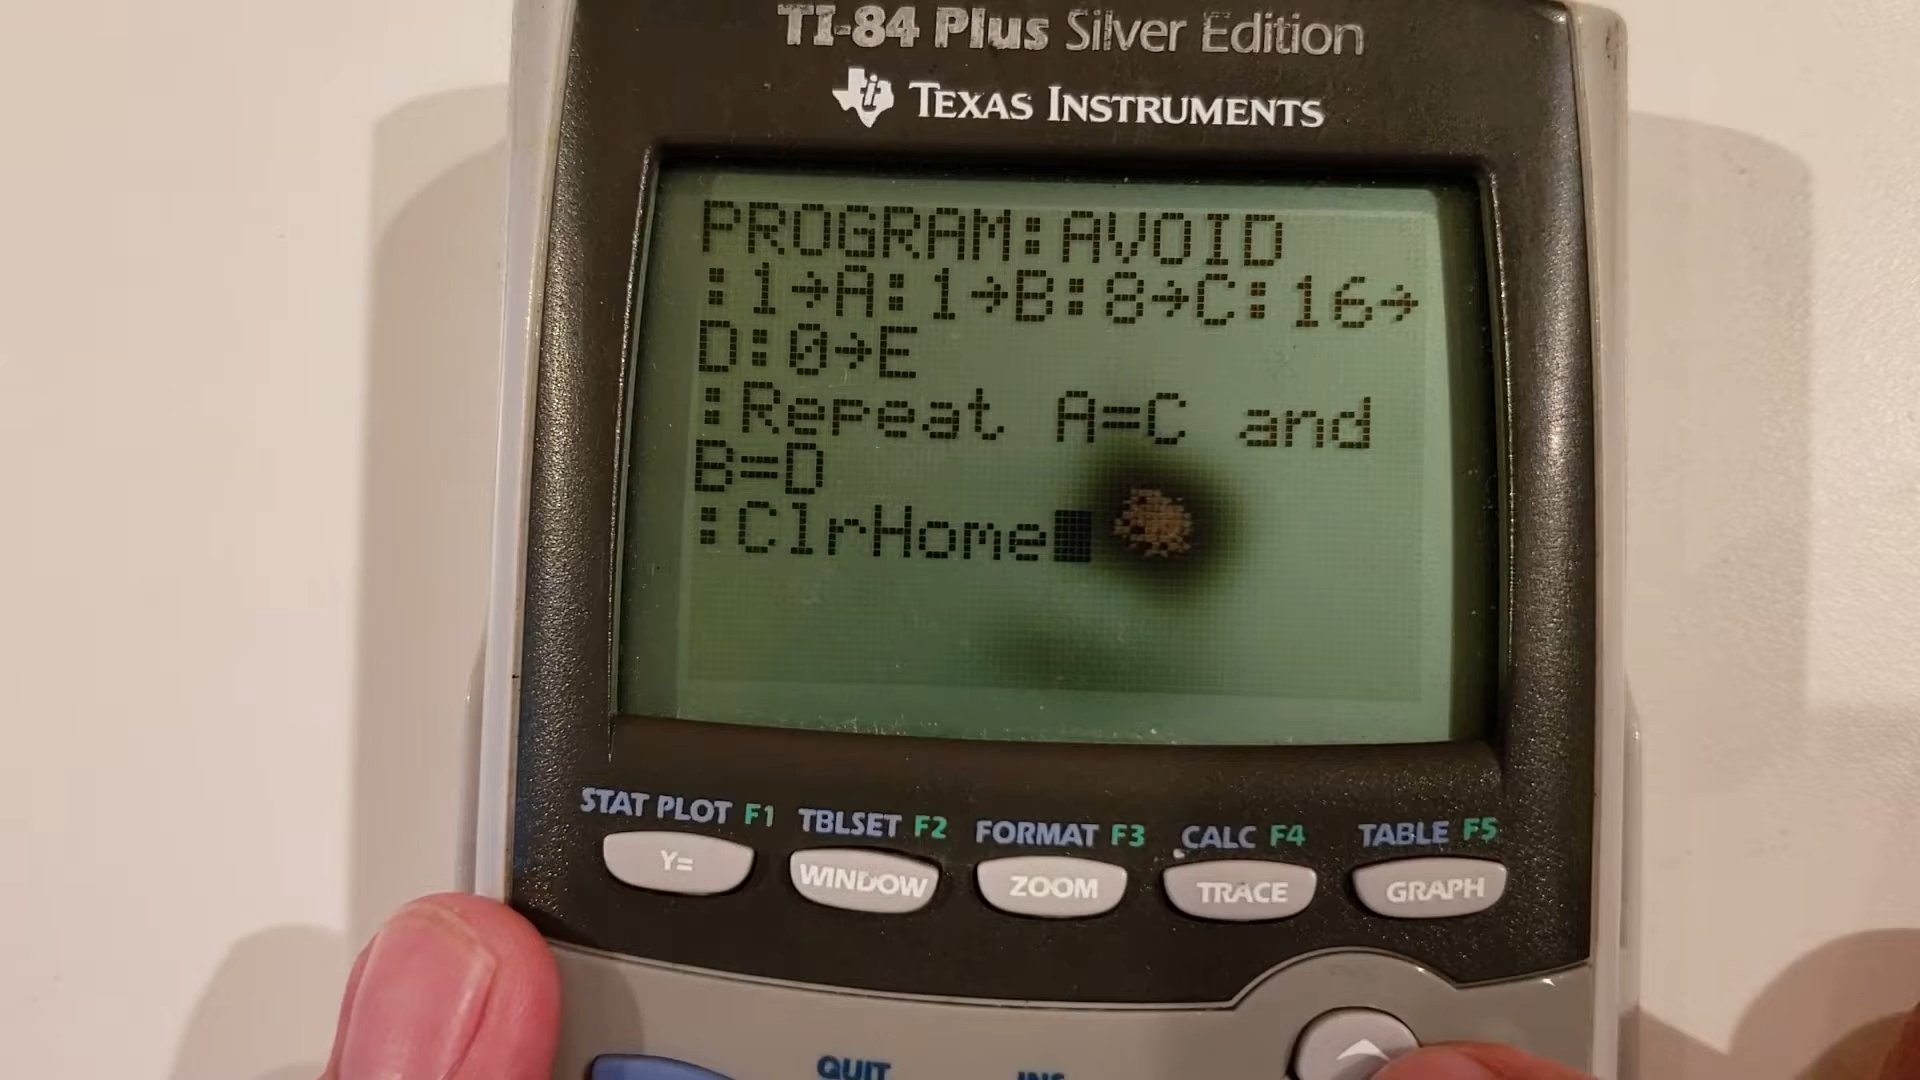 TI-84 Plus Silver Edition
TEXAS INSTRUMENTS
PROGRAM:AVOID
:1→A:1→B:8→C:16→
D:0→E
:Repeat A=C and
B=D
:ClrHome
STAT PLOT F1 TBLSET F2 FORMAT F3 CALC F4 TABLE F5
Y= WINDOW ZOOM TRACE GRAPH
QUIT INS